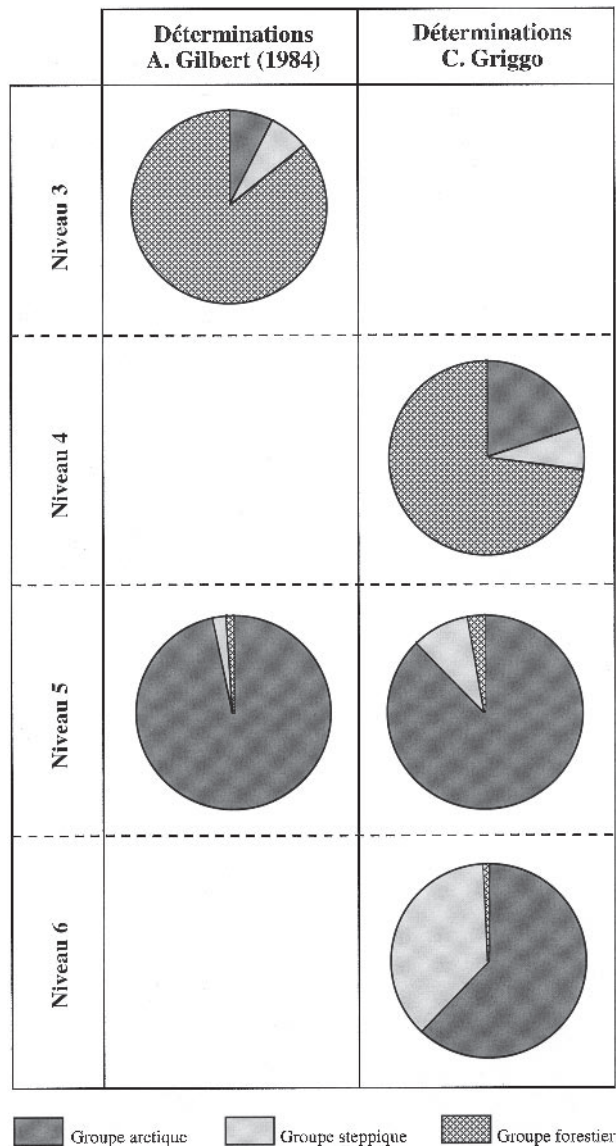 Déterminations
A. Gilbert (1984)
Déterminations
C. Griggo
Niveau 3
Niveau 4
Niveau 5
Niveau 6
Groupe arctique
Groupe steppique
Groupe forestier